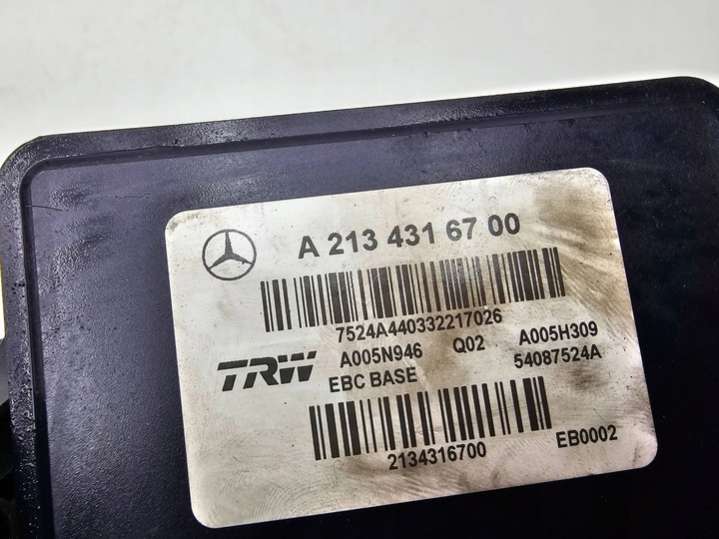 A 213 431 67 00
7524A440332217026
A005N946 Q02 A005H309
TRW EBC BASE 54087524A
2134316700 EB0002